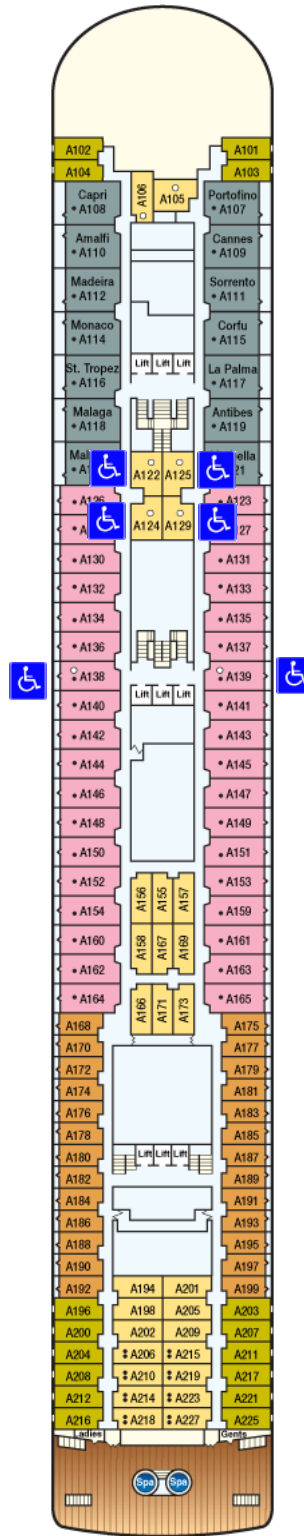 A102 A101
A104 A106 A105 A103
Capri Portofino
A108 A107
Amalfi Cannes
A110 A109
Madeira Sorrento
A112 A111
Monaco Corfu
A114 A115
Lift Lift Lift
St. Tropez La Palma
A116 A117
Malaga Antibes
A118 A119
A122 A125
A126 A123
A124 A129
A130 A131
A132 A133
A134 A135
A136 A137
A138 A139
Lift Lift Lift
A140 A141
A142 A143
A144 A145
A146 A147
A148 A149
A150 A151
A152 A156 A155 A157 A153
A154 A159
A160 A158 A167 A169 A161
A162 A163
A164 A166 A171 A173 A165
A168 A175
A170 A177
A172 A179
A174 A181
A176 A183
A178 A185
A180 Lift Lift Lift A187
A182 A189
A184 A191
A186 A193
A188 A195
A190 A197
A192 A194 A201 A199
A196 A198 A205 A203
A200 A202 A209 A207
A204 A206 A215 A211
A208 A210 A219 A217
A212 A214 A223 A221
A216 A218 A227 A225
Ladies Gents
Spa Spa